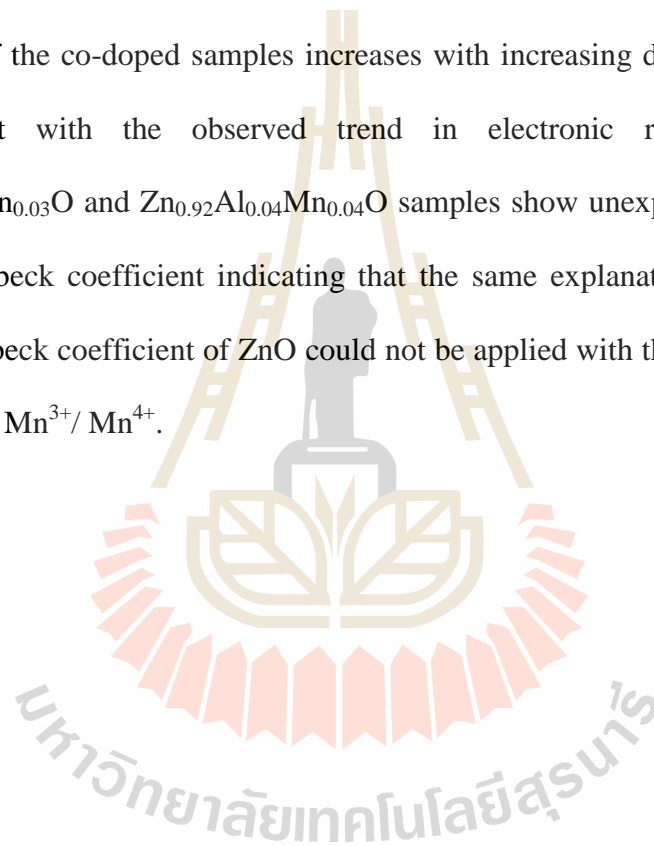 the co-doped samples increases with increasing
with the observed trend in electronic
n₀.₀₃O and Zn₀.₉₂Al₀.₀₄Mn₀.₀₄O samples show
beck coefficient indicating that the same
beck coefficient of ZnO could not be applied with
Mn³⁺/ Mn⁴⁺.
มหาวิทยาลัยเทคโนโลยีสุรนารี